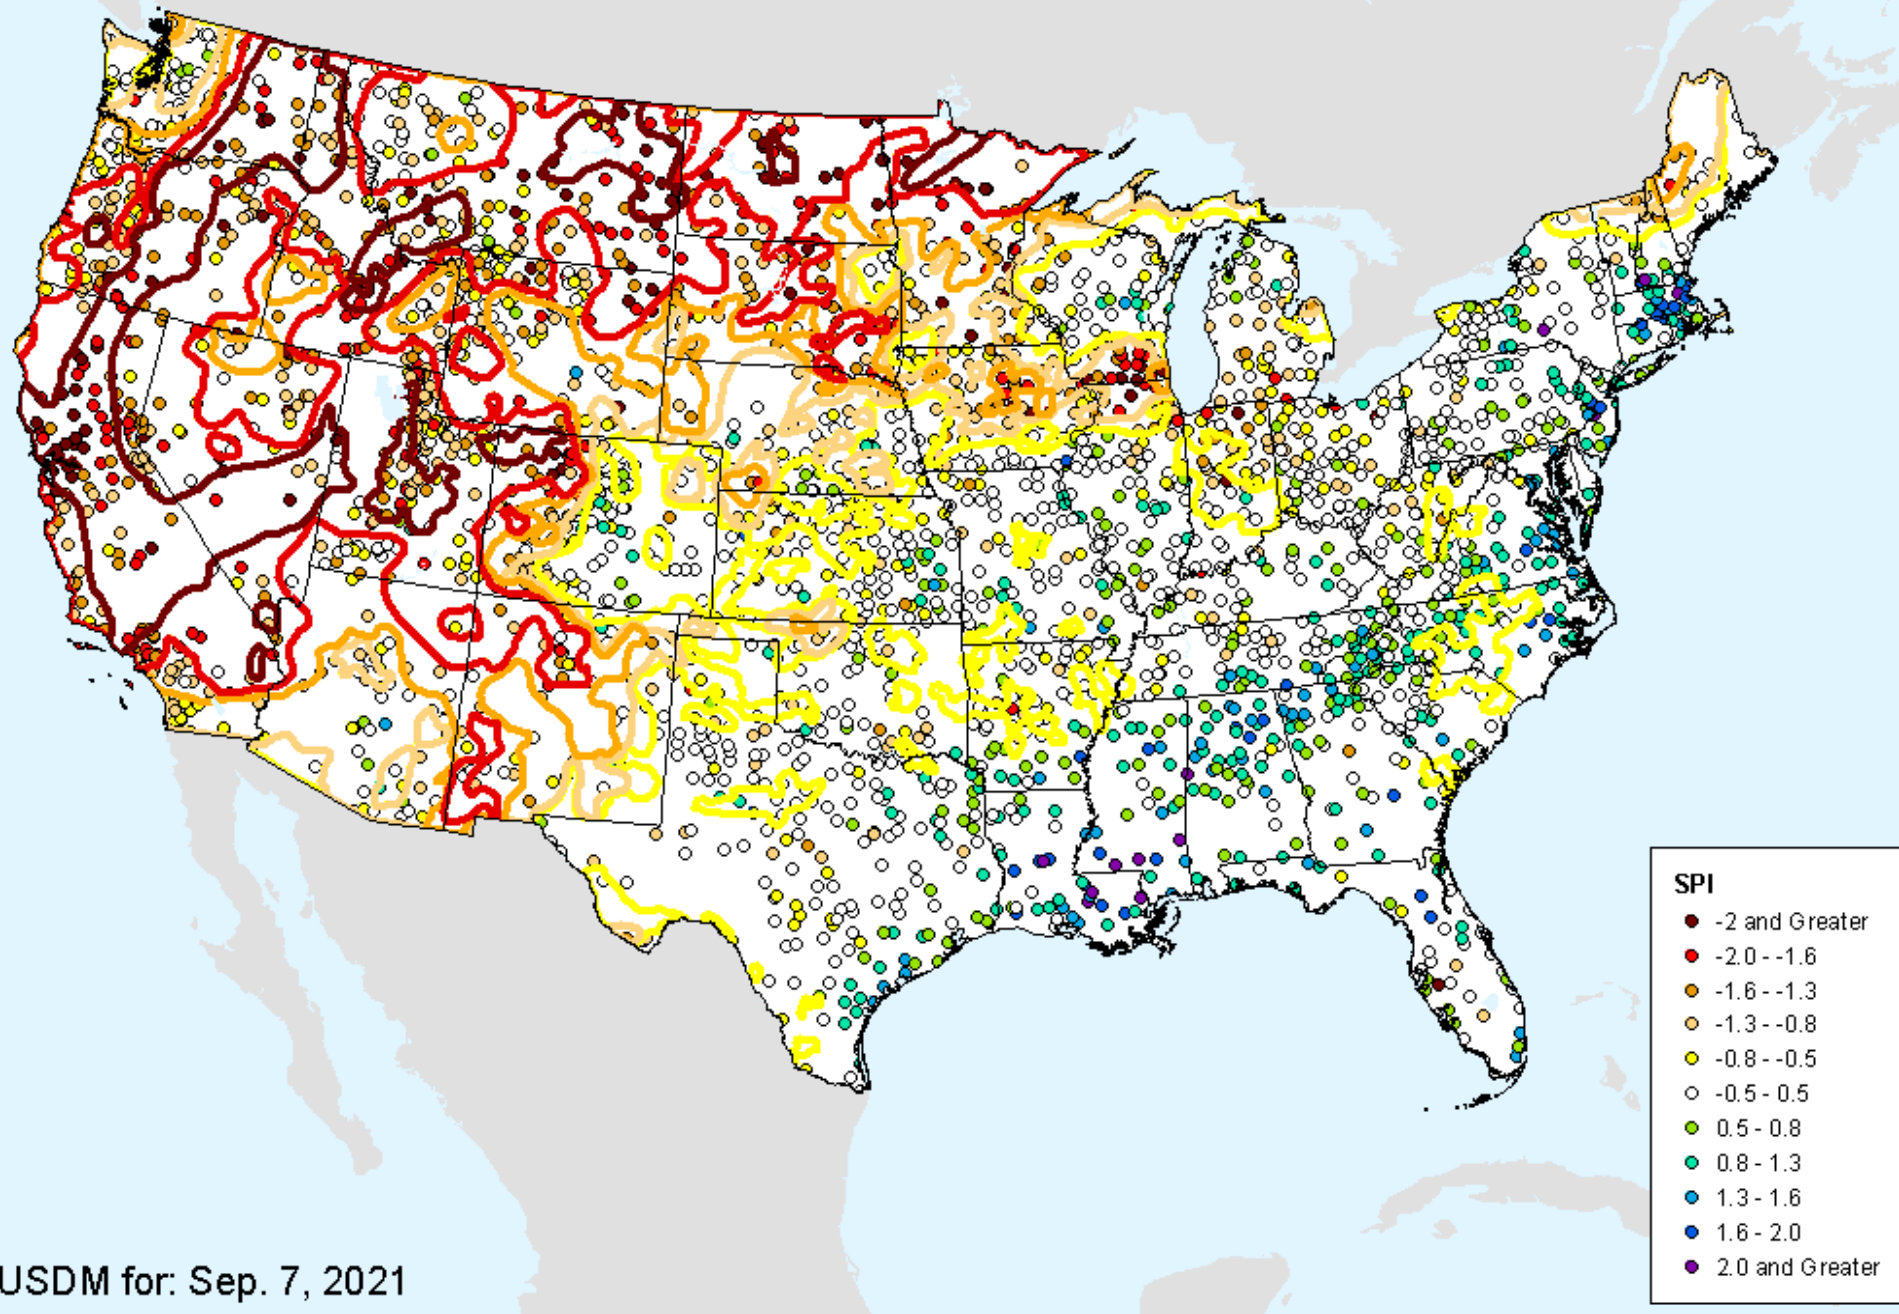 SPI
-2 and Greater
-2.0 - -1.6
-1.6 - -1.3
-1.3 - -0.8
-0.8 - -0.5
-0.5 - 0.5
0.5 - 0.8
0.8 - 1.3
1.3 - 1.6
1.6 - 2.0
2.0 and Greater
USDM for: Sep. 7, 2021